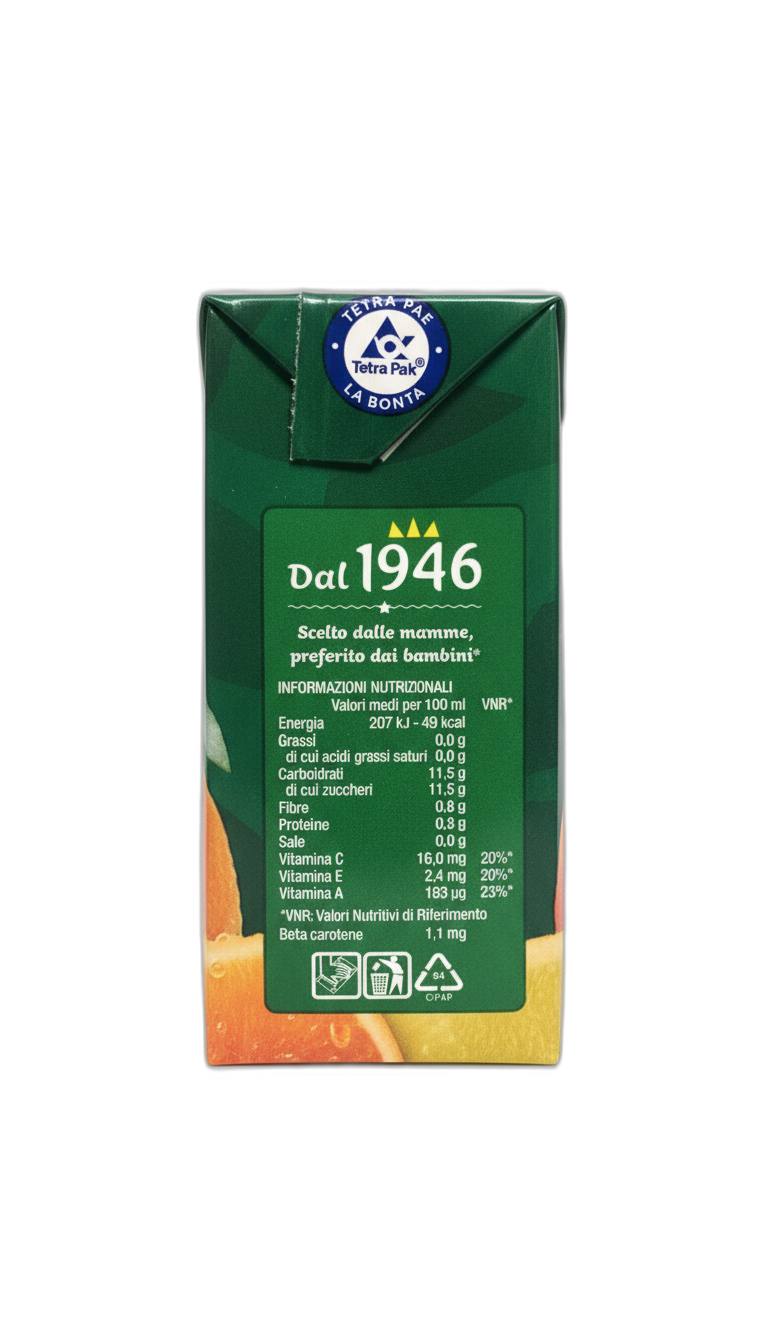 TETRA PAE
Tetra Pak®
LA BONTA
Dal 1946
Scelto dalle mamme,
preferito dai bambini*
INFORMAZIONI NUTRIZIONALI
Valori medi per 100 ml VNR*
Energia 207 kJ - 49 kcal
Grassi 0,0 g
di cui acidi grassi saturi 0,0 g
Carboidrati 11,5 g
di cui zuccheri 11,5 g
Fibre 0,8 g
Proteine 0,3 g
Sale 0,0 g
Vitamina C 16,0 mg 20%*
Vitamina E 2,4 mg 20%*
Vitamina A 183 µg 23%*
*VNR: Valori Nutritivi di Riferimento
Beta carotene 1,1 mg
84
PAP